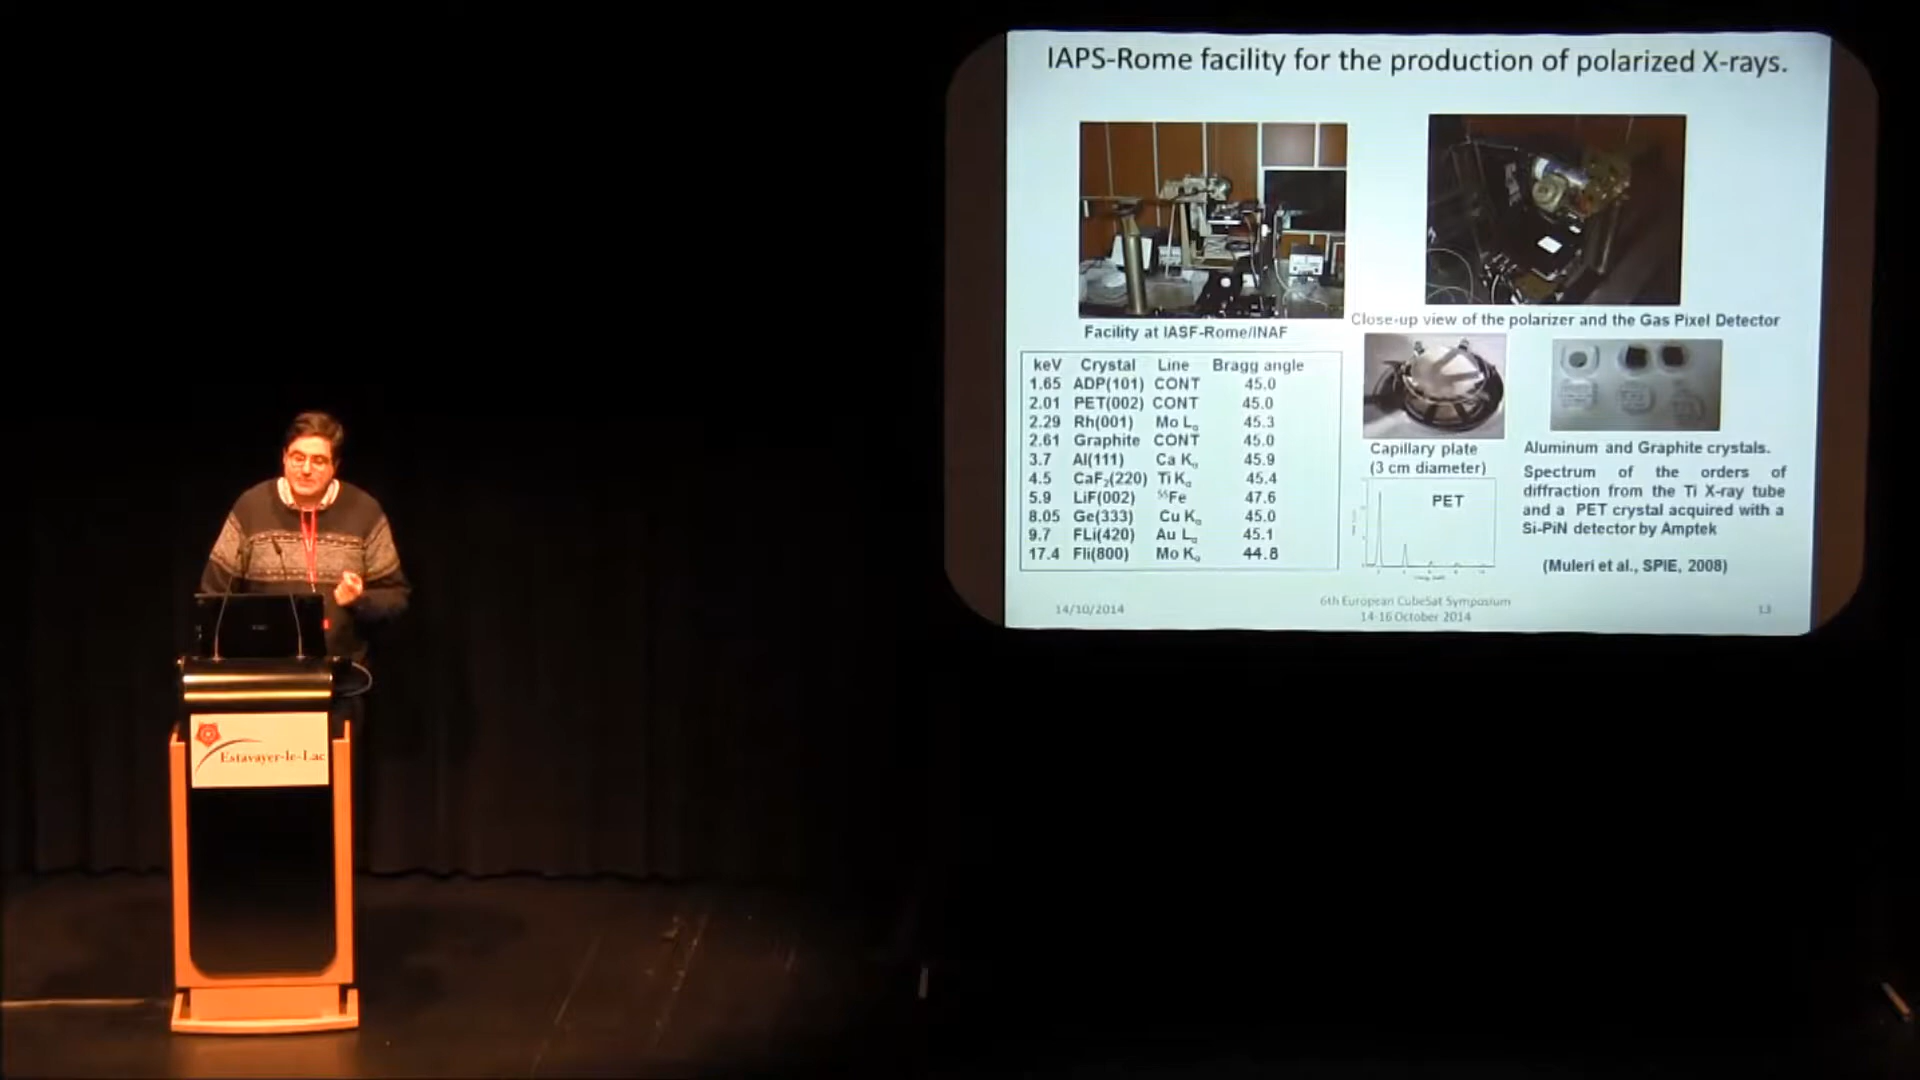 IAPS-Rome facility for the production of polarized X-rays.
Facility at IASF-Rome/INAF
Close-up view of the polarizer and the Gas Pixel Detector
keV Crystal Line Bragg angle
1.65 ADP(101) CONT 45.0
2.01 PET(002) CONT 45.0
2.29 Rh(001) Mo Lα 45.3
2.61 Graphite CONT 45.0
3.7 Al(111) Ca Kα 45.9
4.5 CaF₂(220) Ti Kα 45.4
5.9 LiF(002) ⁵⁵Fe 47.6
8.05 Ge(333) Cu Kα 45.0
9.7 FLi(420) Au Lα 45.1
17.4 Fli(800) Mo Kα 44.8
Capillary plate
(3 cm diameter)
PET
Aluminum and Graphite crystals.
Spectrum of the orders of
diffraction from the Ti X-ray tube
and a PET crystal acquired with a
Si-PiN detector by Amptek
(Muleri et al., SPIE, 2008)
14/10/2014
6th European CubeSat Symposium
14-16 October 2014
13
Estavayer-le-Lac